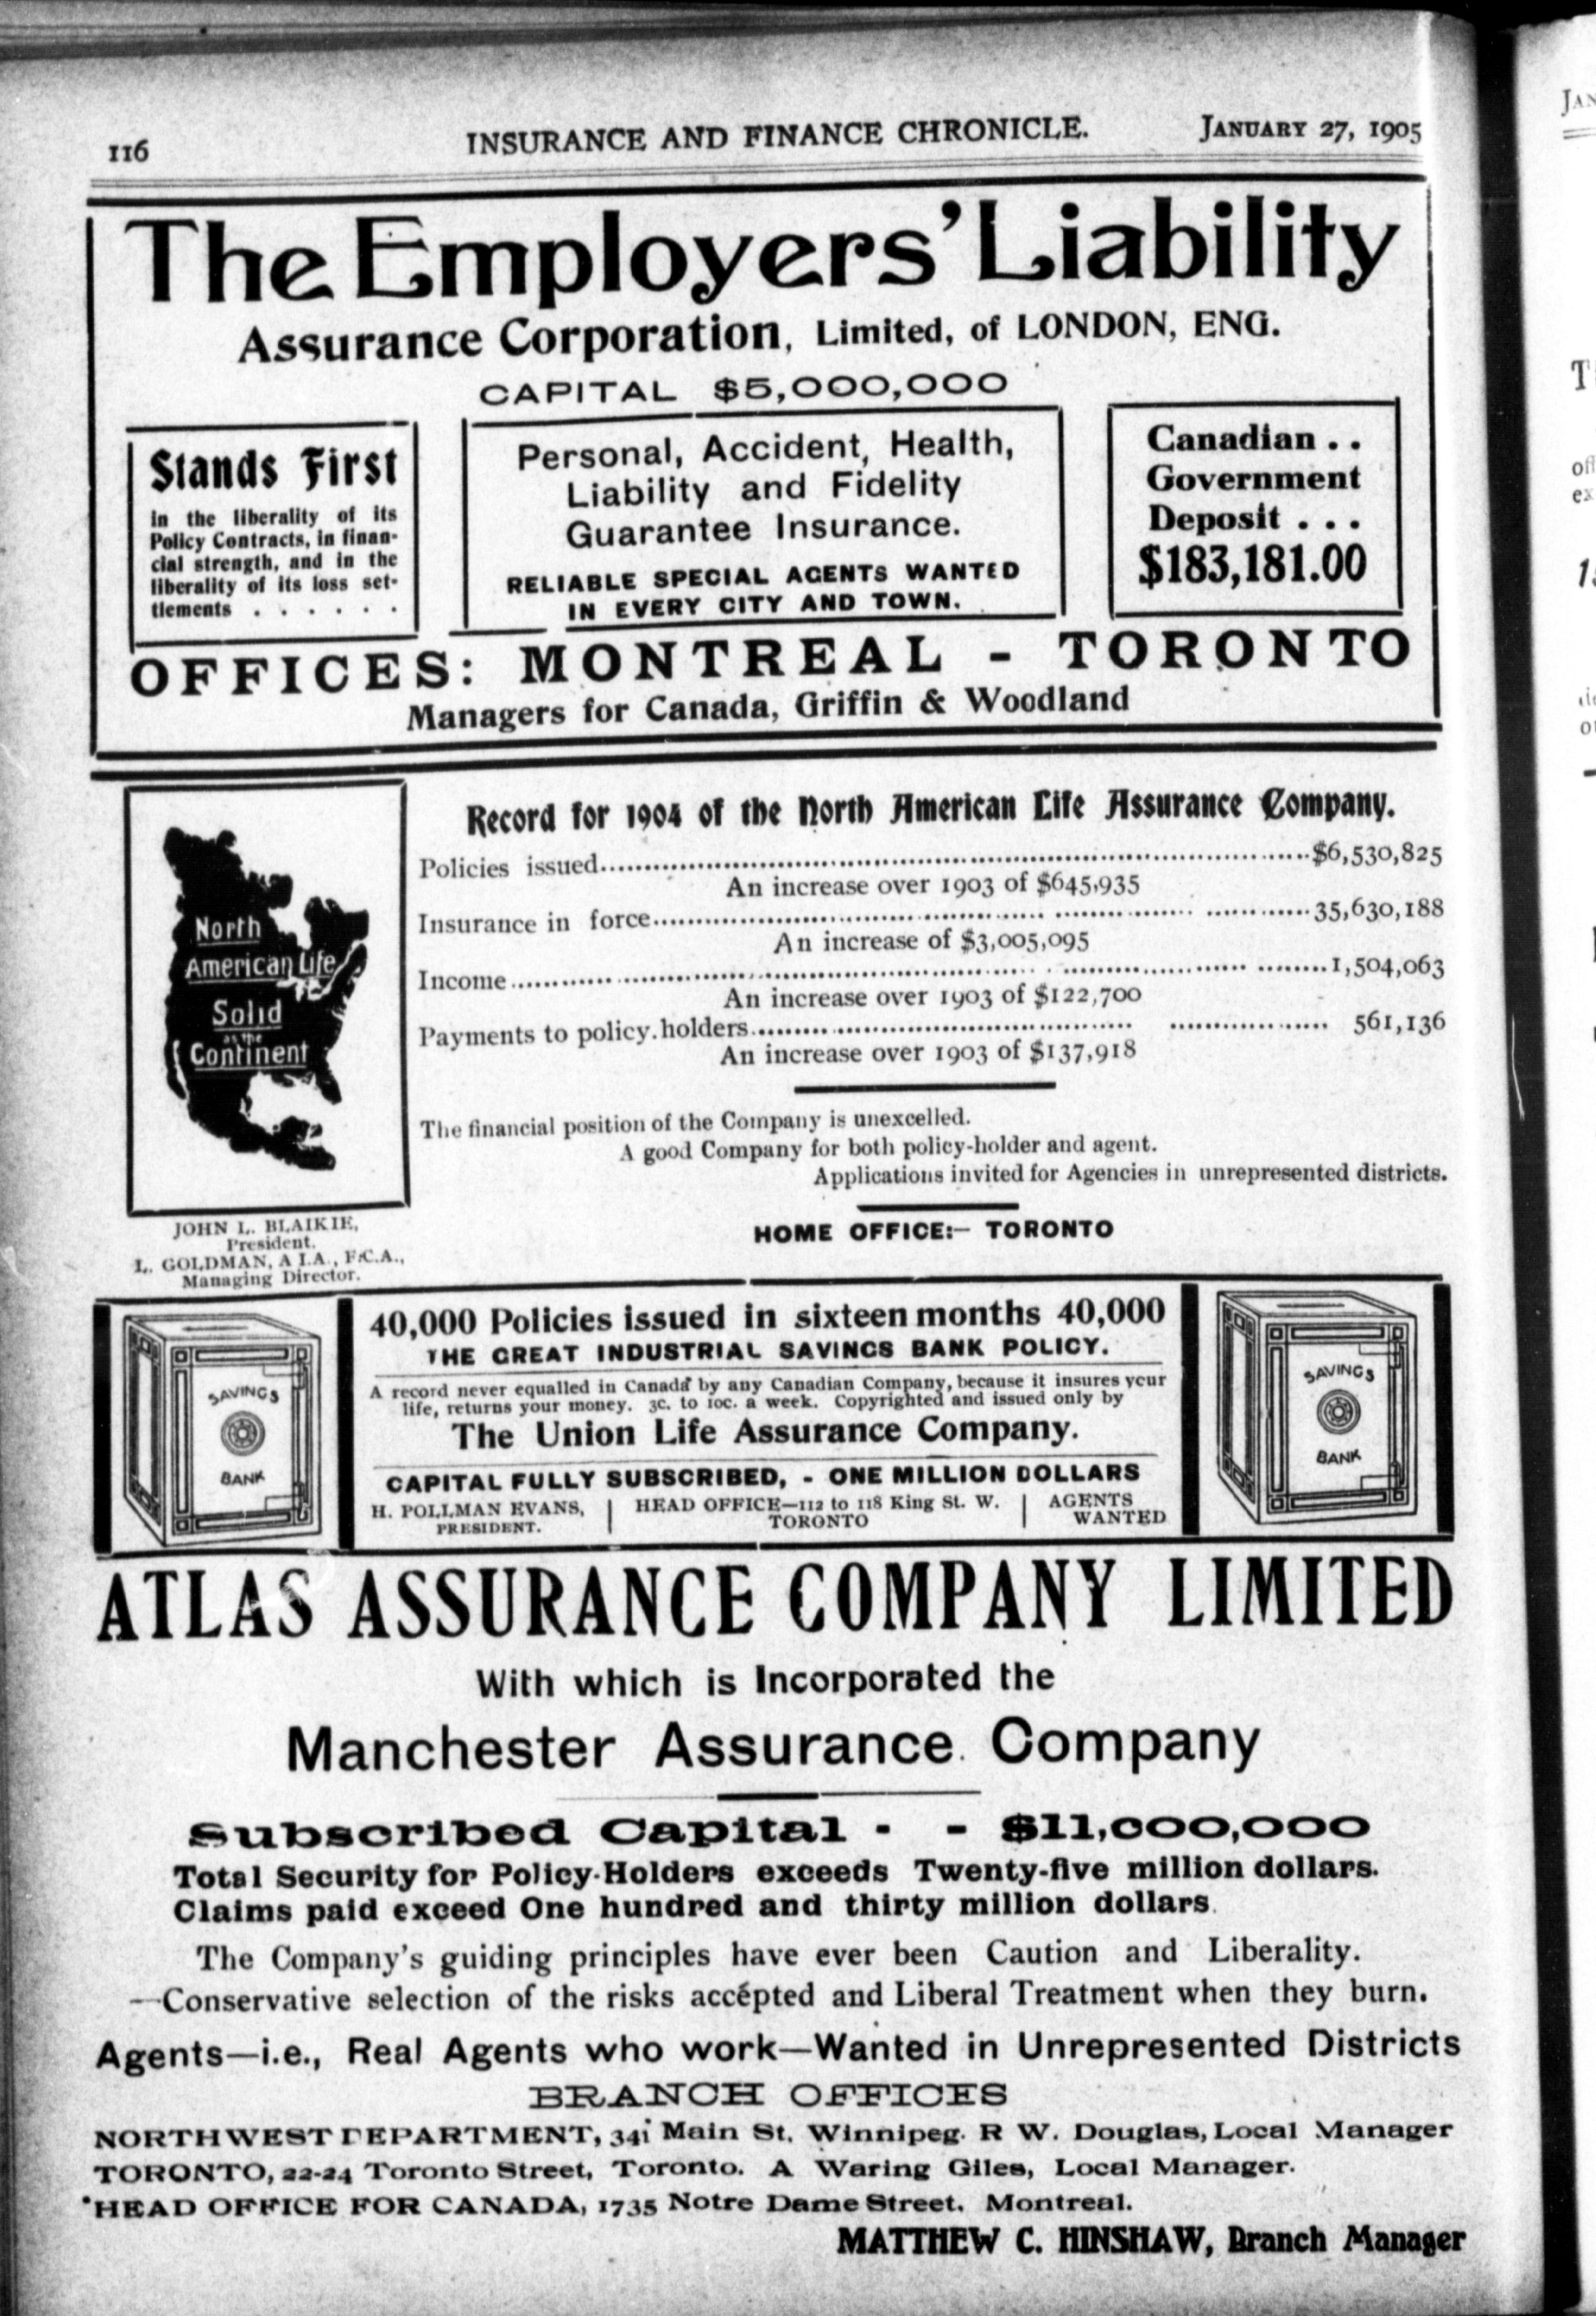 116 INSURANCE AND FINANCE CHRONICLE. JANUARY 27, 1905
The Employers' Liability
Assurance Corporation, Limited, of LONDON, ENG.
CAPITAL $5,000,000
Stands First
in the liberality of its
Policy Contracts, in finan-
cial strength, and in the
liberality of its loss set-
tlements . . . . . .
Personal, Accident, Health,
Liability and Fidelity
Guarantee Insurance.
RELIABLE SPECIAL AGENTS WANTED
IN EVERY CITY AND TOWN.
Canadian . .
Government
Deposit . . .
$183,181.00
OFFICES: MONTREAL - TORONTO
Managers for Canada, Griffin & Woodland
North
American Life
Solid
as the
Continent
JOHN L. BLAIKIE,
President.
L. GOLDMAN, A I.A., F.C.A.,
Managing Director.
Record for 1904 of the North American Life Assurance Company.
Policies issued....................$6,530,825
An increase over 1903 of $645,935
Insurance in force....................35,630,188
An increase of $3,005,095
Income....................1,504,063
An increase over 1903 of $122,700
Payments to policy.holders.................... 561,136
An increase over 1903 of $137,918
The financial position of the Company is unexcelled.
A good Company for both policy-holder and agent.
Applications invited for Agencies in unrepresented districts.
HOME OFFICE:– TORONTO
SAVINGS
BANK
40,000 Policies issued in sixteen months 40,000
THE GREAT INDUSTRIAL SAVINGS BANK POLICY.
A record never equalled in Canada by any Canadian Company, because it insures your
life, returns your money. 3c. to 10c. a week. Copyrighted and issued only by
The Union Life Assurance Company.
CAPITAL FULLY SUBSCRIBED, - ONE MILLION DOLLARS
H. POLLMAN EVANS,
PRESIDENT.
HEAD OFFICE—112 to 118 King St. W.
TORONTO
AGENTS
WANTED
SAVINGS
BANK
ATLAS ASSURANCE COMPANY LIMITED
With which is Incorporated the
Manchester Assurance Company
Subscribed Capital - - $11,000,000
Total Security for Policy-Holders exceeds Twenty-five million dollars.
Claims paid exceed One hundred and thirty million dollars.
The Company's guiding principles have ever been Caution and Liberality.
—Conservative selection of the risks accepted and Liberal Treatment when they burn.
Agents—i.e., Real Agents who work—Wanted in Unrepresented Districts
BRANCH OFFICES
NORTHWEST DEPARTMENT, 341 Main St. Winnipeg. R W. Douglas, Local Manager
TORONTO, 22-24 Toronto Street, Toronto. A Waring Giles, Local Manager.
HEAD OFFICE FOR CANADA, 1735 Notre Dame Street. Montreal.
MATTHEW C. HINSHAW, Branch Manager